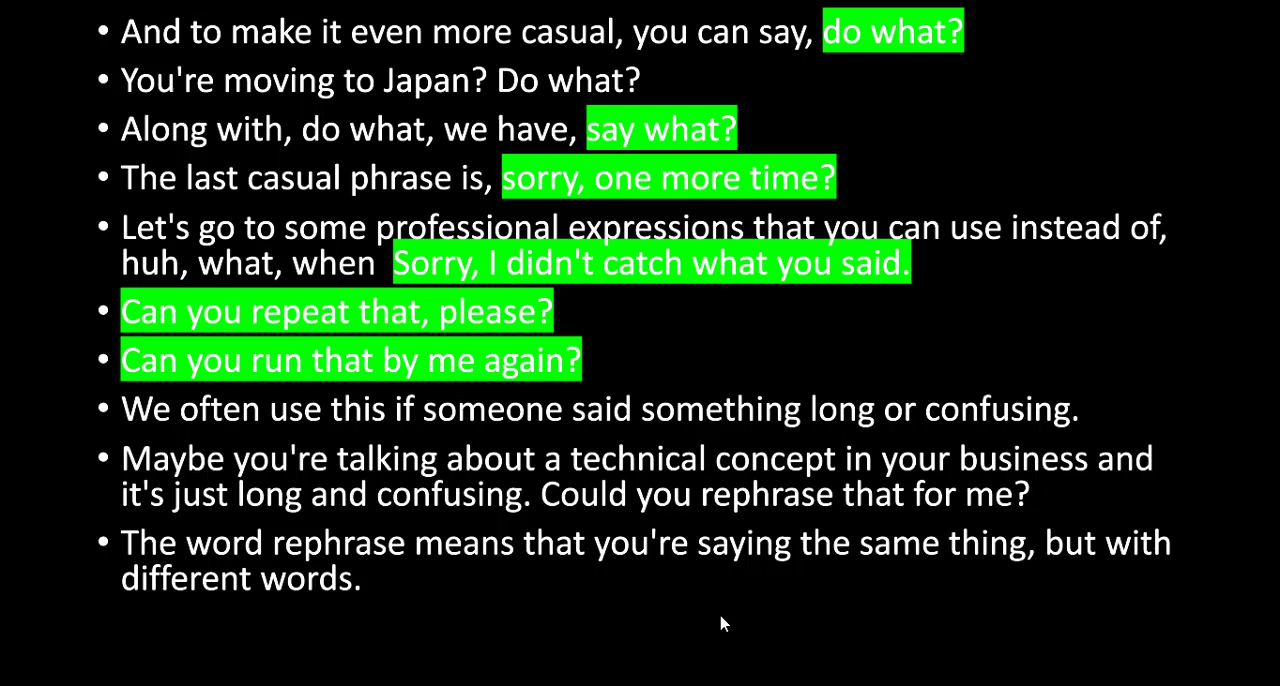 • And to make it even more casual, you can say, do what?
• You're moving to Japan? Do what?
• Along with, do what, we have, say what?
• The last casual phrase is, sorry, one more time?
• Let's go to some professional expressions that you can use instead of,
huh, what, when Sorry, I didn't catch what you said.
• Can you repeat that, please?
• Can you run that by me again?
• We often use this if someone said something long or confusing.
• Maybe you're talking about a technical concept in your business and
it's just long and confusing. Could you rephrase that for me?
• The word rephrase means that you're saying the same thing, but with
different words.